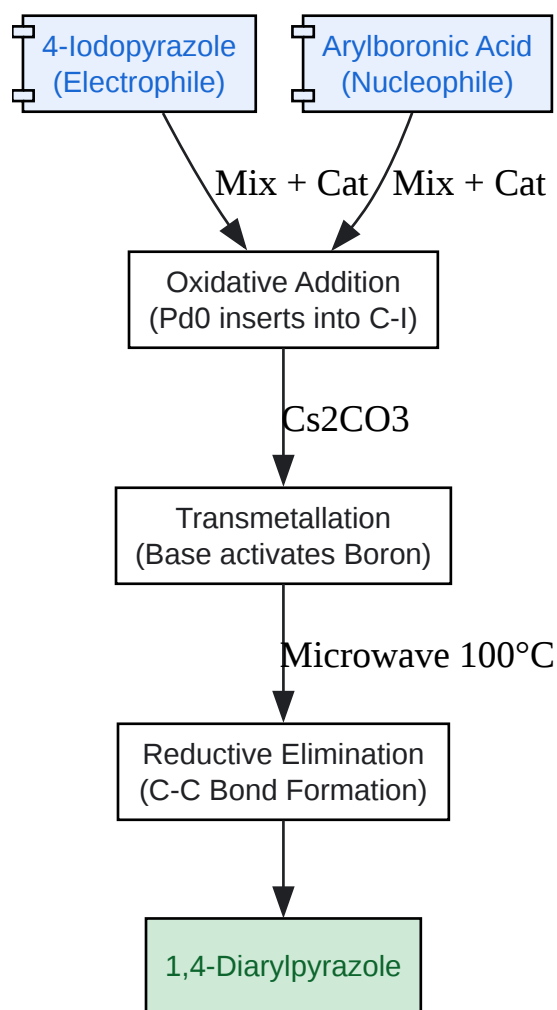 4-Iodopyrazole
(Electrophile)
Arylboronic Acid
(Nucleophile)
Mix + Cat
Mix + Cat
Oxidative Addition
(Pd0 inserts into C-I)
Cs2CO3
Transmetallation
(Base activates Boron)
Microwave 100°C
Reductive Elimination
(C-C Bond Formation)
1,4-Diarylpyrazole